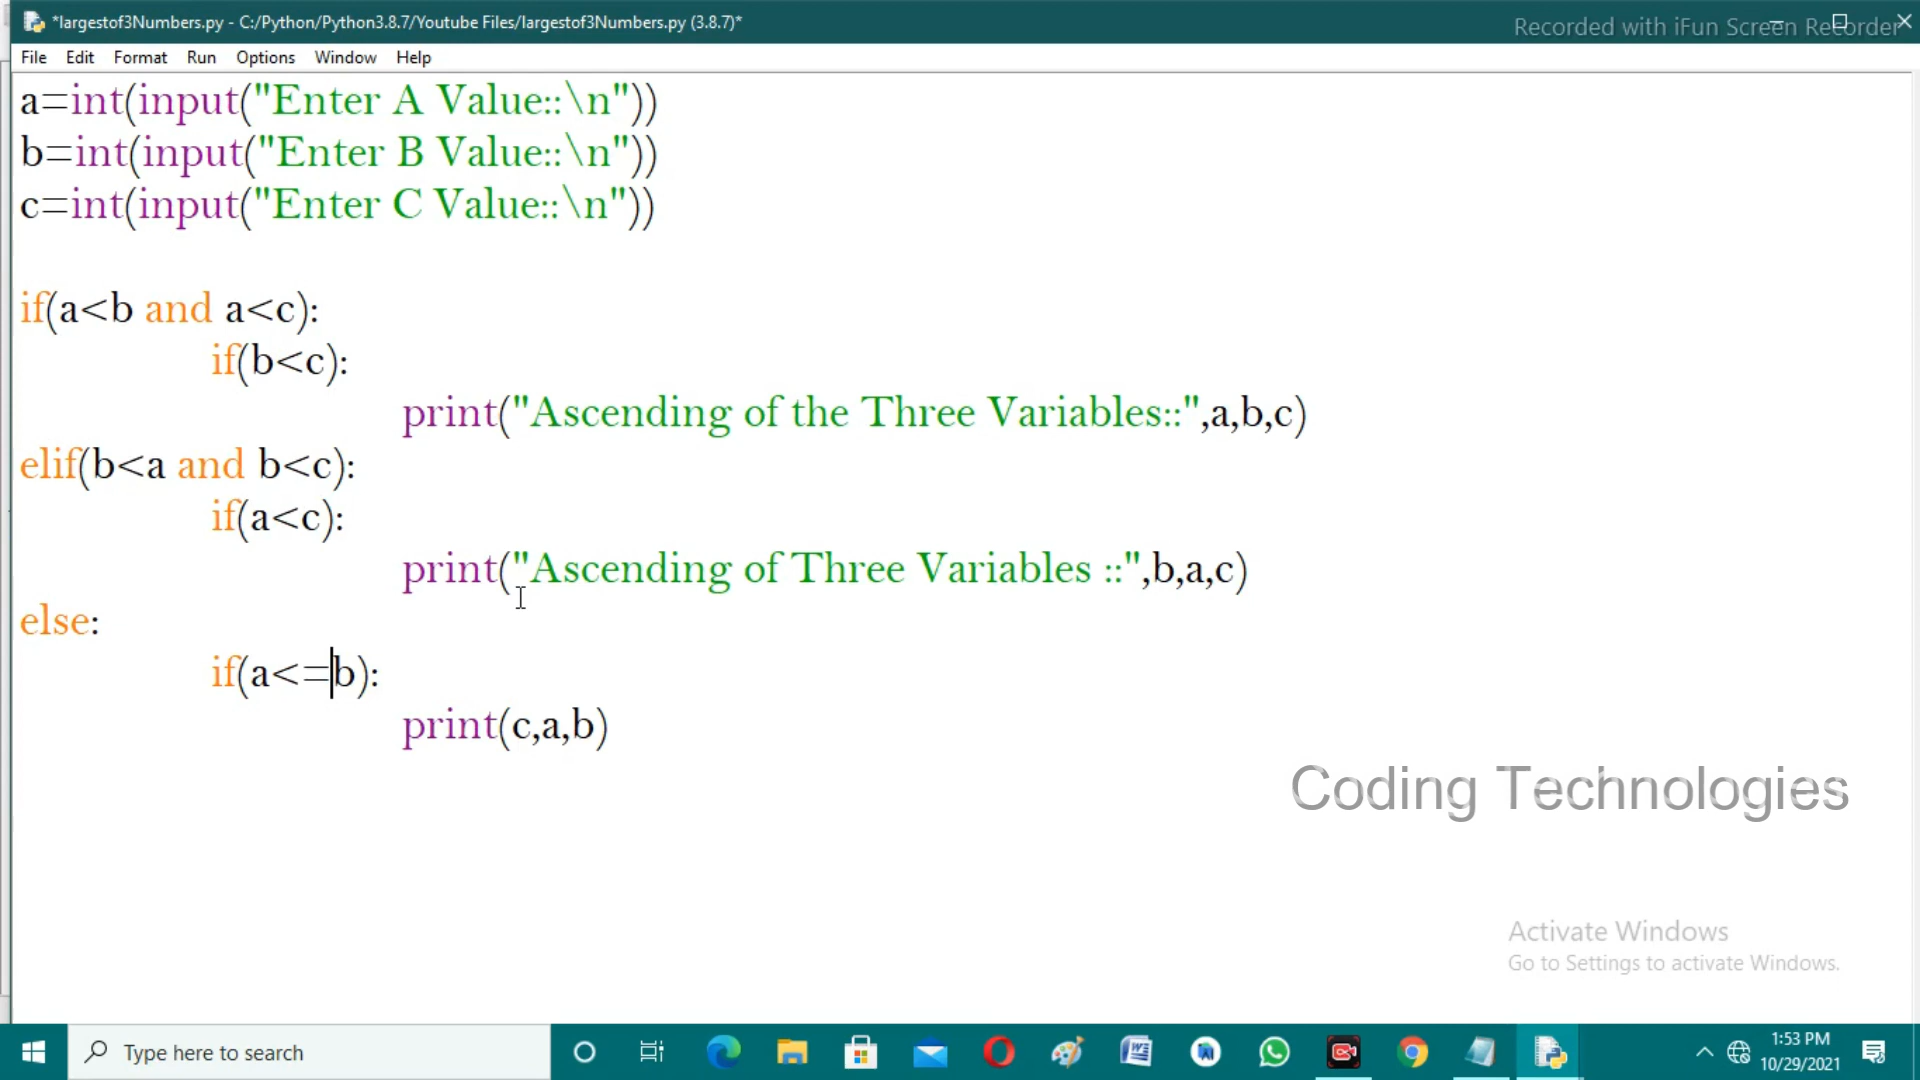 *largestof3Numbers.py - C:/Python/Python3.8.7/Youtube Files/largestof3Numbers.py (3.8.7)*
Recorded with iFun Screen Recorder
File Edit Format Run Options Window Help
a=int(input("Enter A Value::\n"))
b=int(input("Enter B Value::\n"))
c=int(input("Enter C Value::\n"))
if(a<b and a<c):
if(b<c):
print("Ascending of the Three Variables::",a,b,c)
elif(b<a and b<c):
if(a<c):
print("Ascending of Three Variables ::",b,a,c)
else:
if(a<=b):
print(c,a,b)
Coding Technologies
Activate Windows
Go to Settings to activate Windows.
Type here to search
1:53 PM
10/29/2021